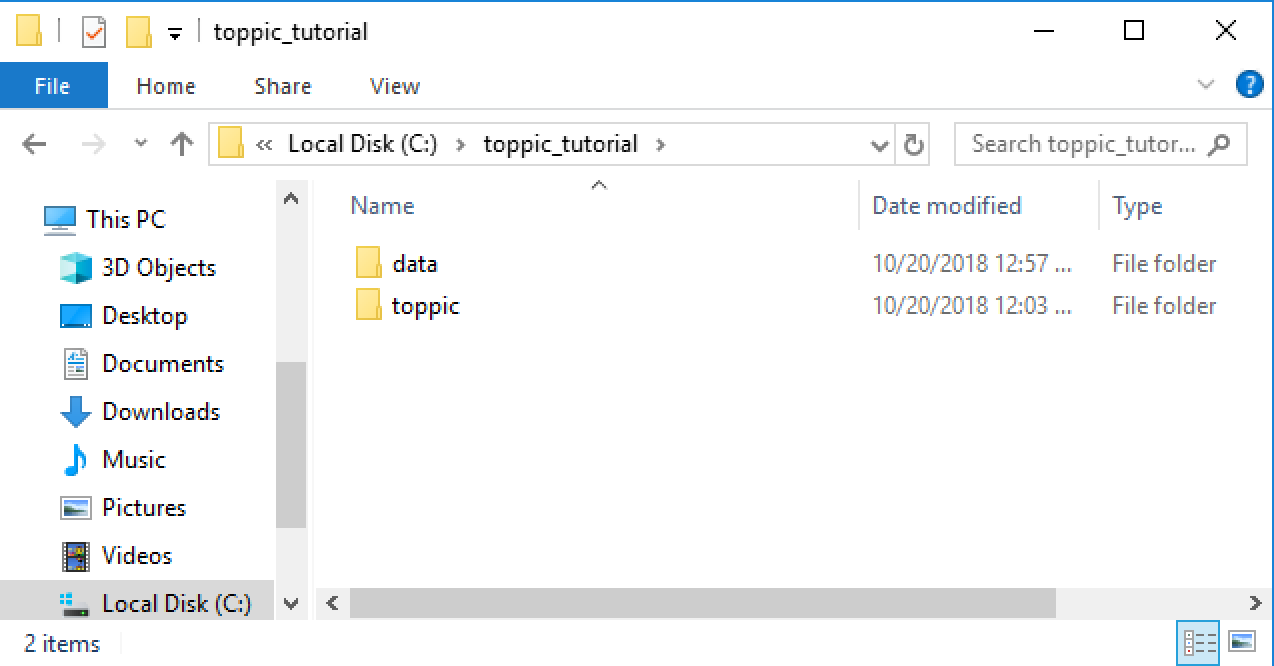 toppic_tutorial
File Home Share View
« Local Disk (C:) > toppic_tutorial > Search toppic_tutor...
Name Date modified Type
This PC
3D Objects
Desktop
Documents
Downloads
Music
Pictures
Videos
Local Disk (C:)
data 10/20/2018 12:57 ... File folder
toppic 10/20/2018 12:03 ... File folder
2 items